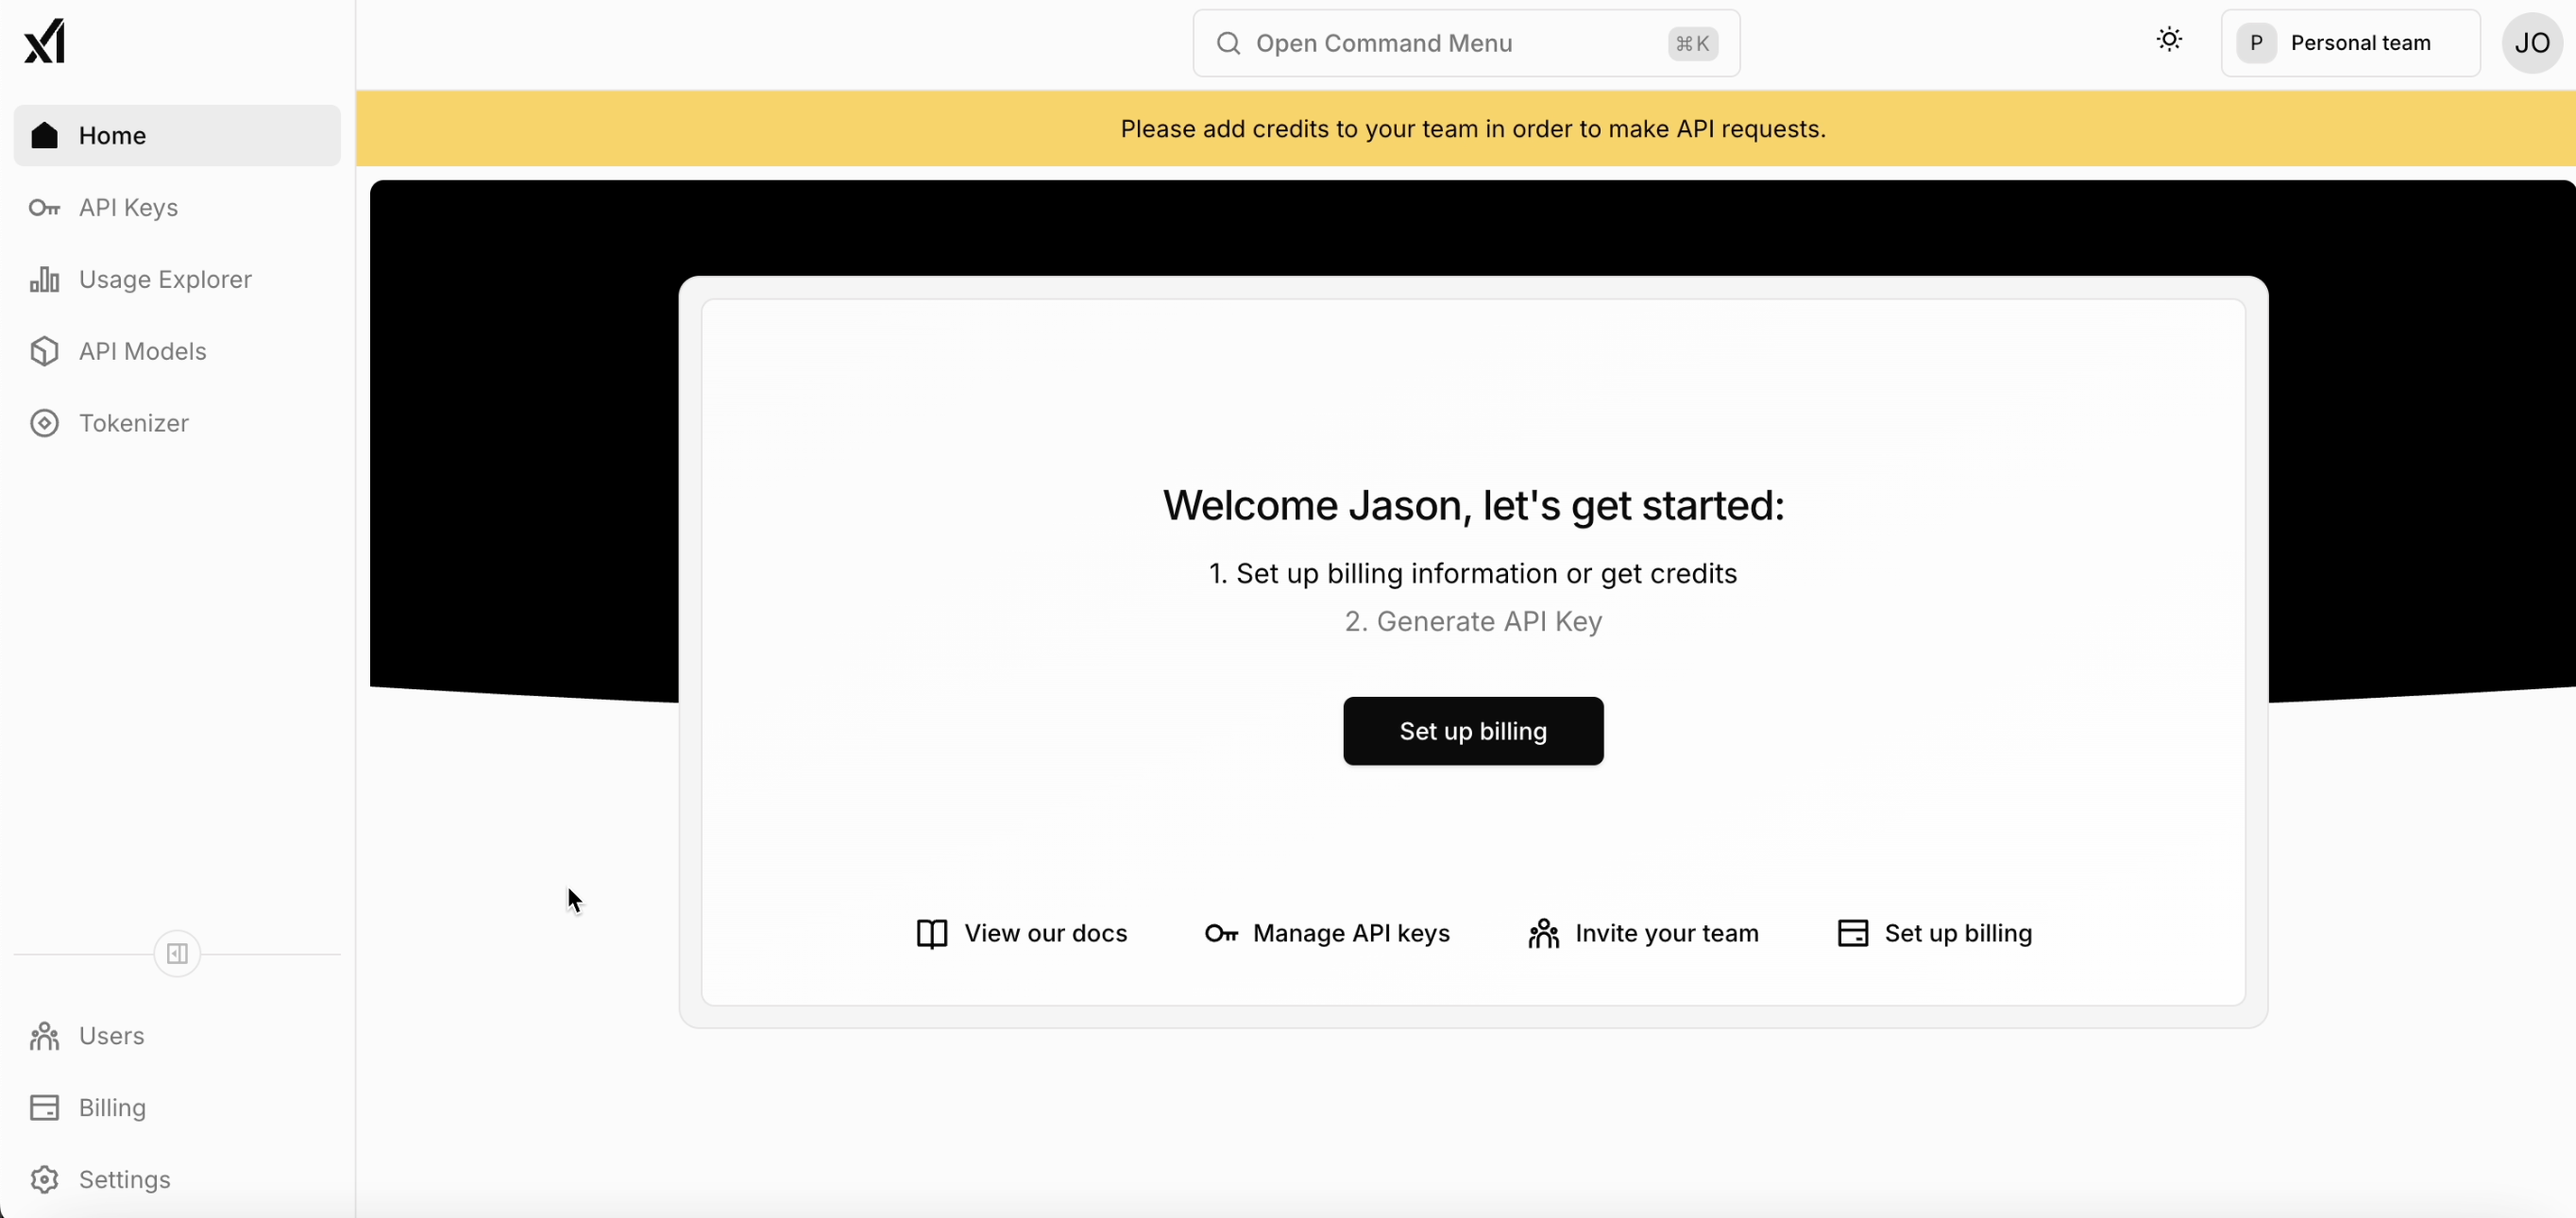 xI
Open Command Menu
⌘K
P
Personal team
JO
Home
API Keys
Usage Explorer
API Models
Tokenizer
Please add credits to your team in order to make API requests.
Welcome Jason, let's get started:
1. Set up billing information or get credits
2. Generate API Key
Set up billing
View our docs
Manage API keys
Invite your team
Set up billing
Users
Billing
Settings